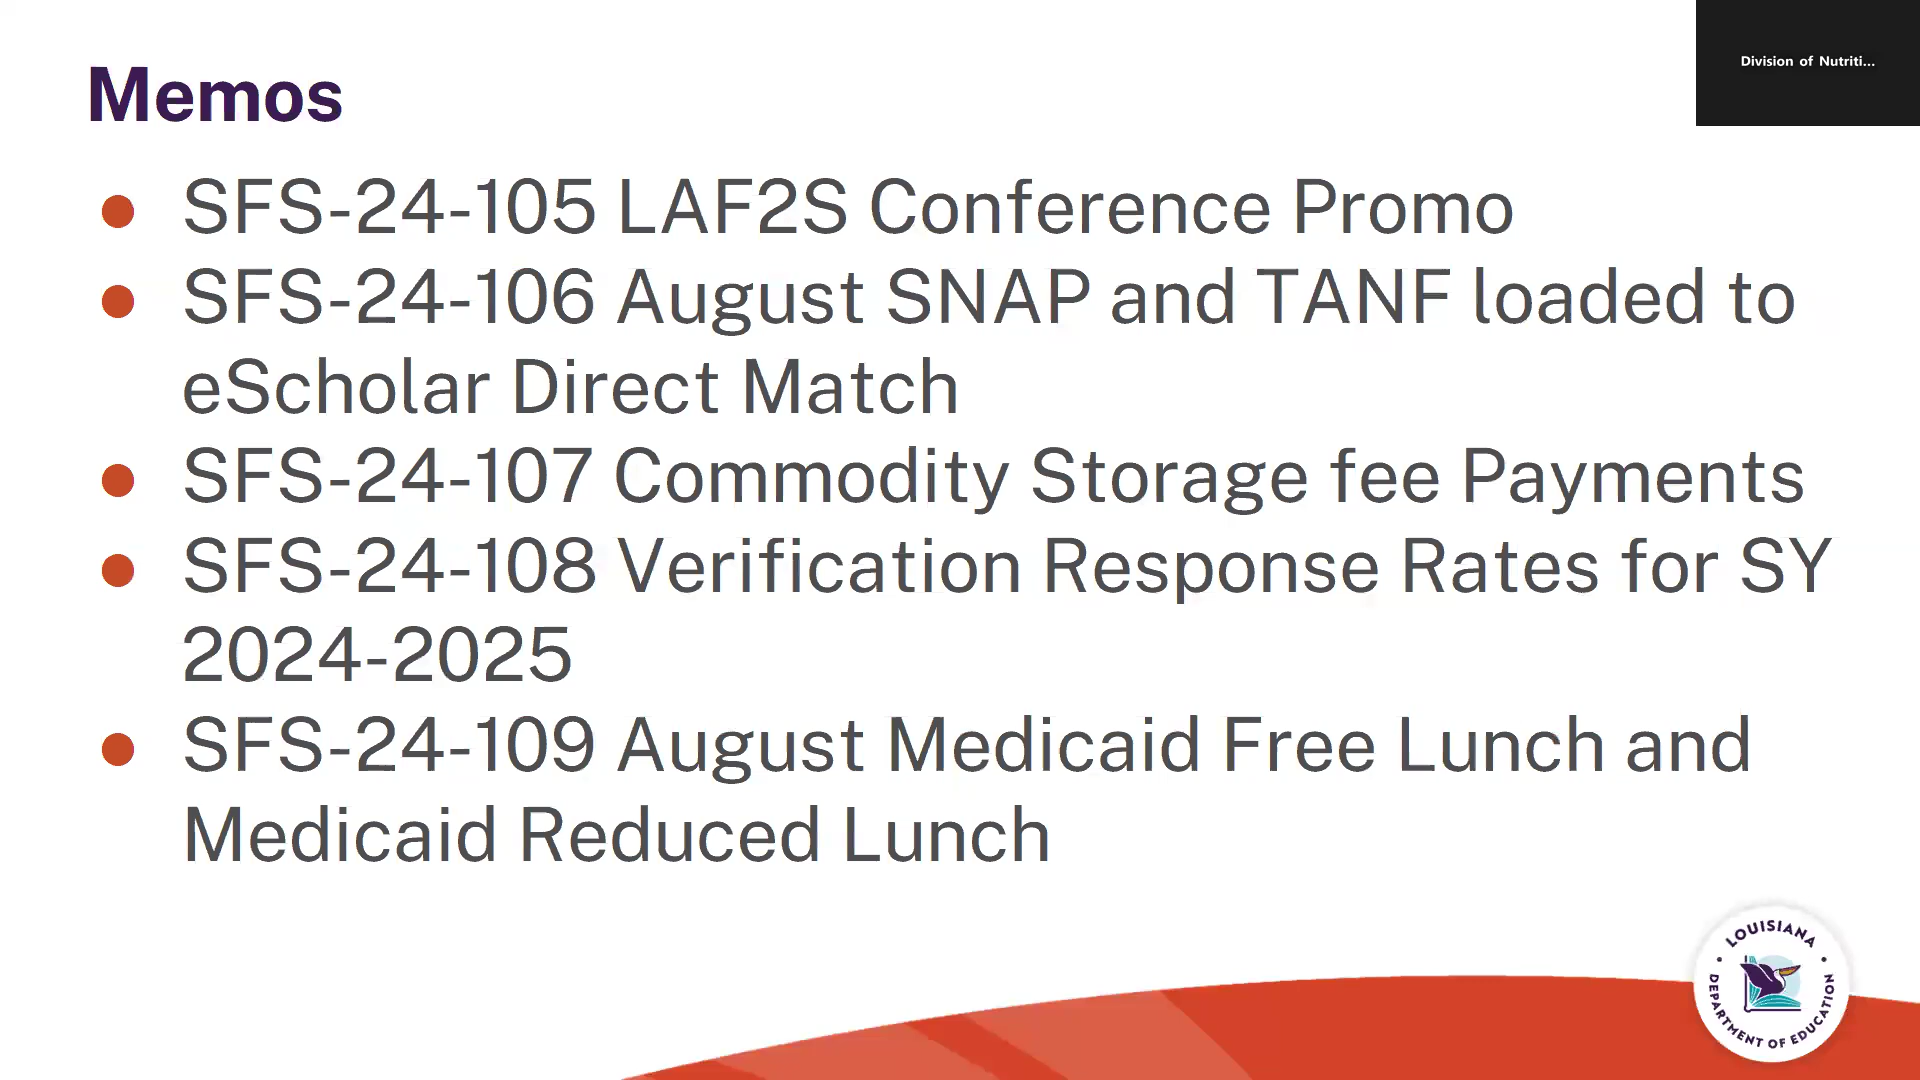 Division of Nutriti...
Memos
● SFS-24-105 LAF2S Conference Promo
● SFS-24-106 August SNAP and TANF loaded to
eScholar Direct Match
● SFS-24-107 Commodity Storage fee Payments
● SFS-24-108 Verification Response Rates for SY
2024-2025
● SFS-24-109 August Medicaid Free Lunch and
Medicaid Reduced Lunch
LOUISIANA
DEPARTMENT OF EDUCATION